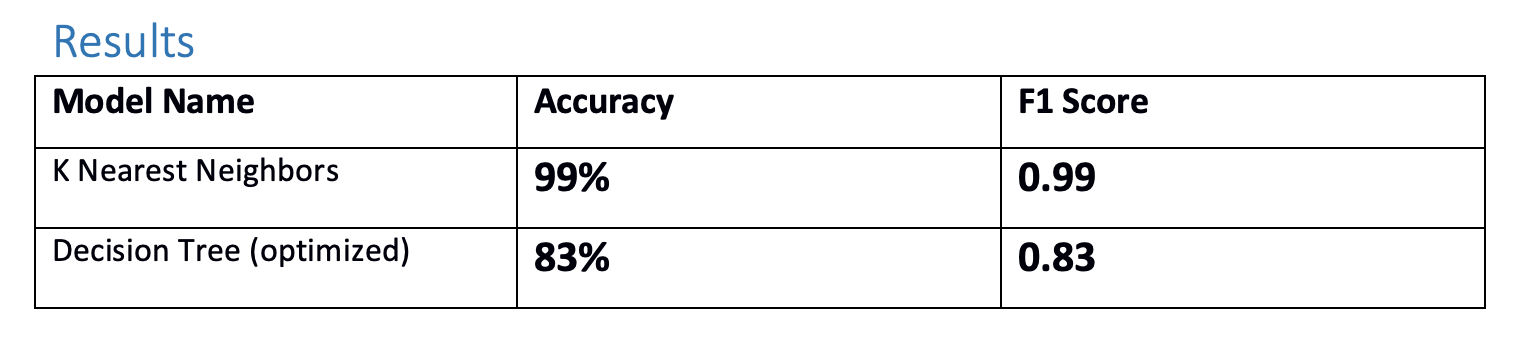 Results
Model Name Accuracy F1 Score
K Nearest Neighbors 99% 0.99
Decision Tree (optimized) 83% 0.83